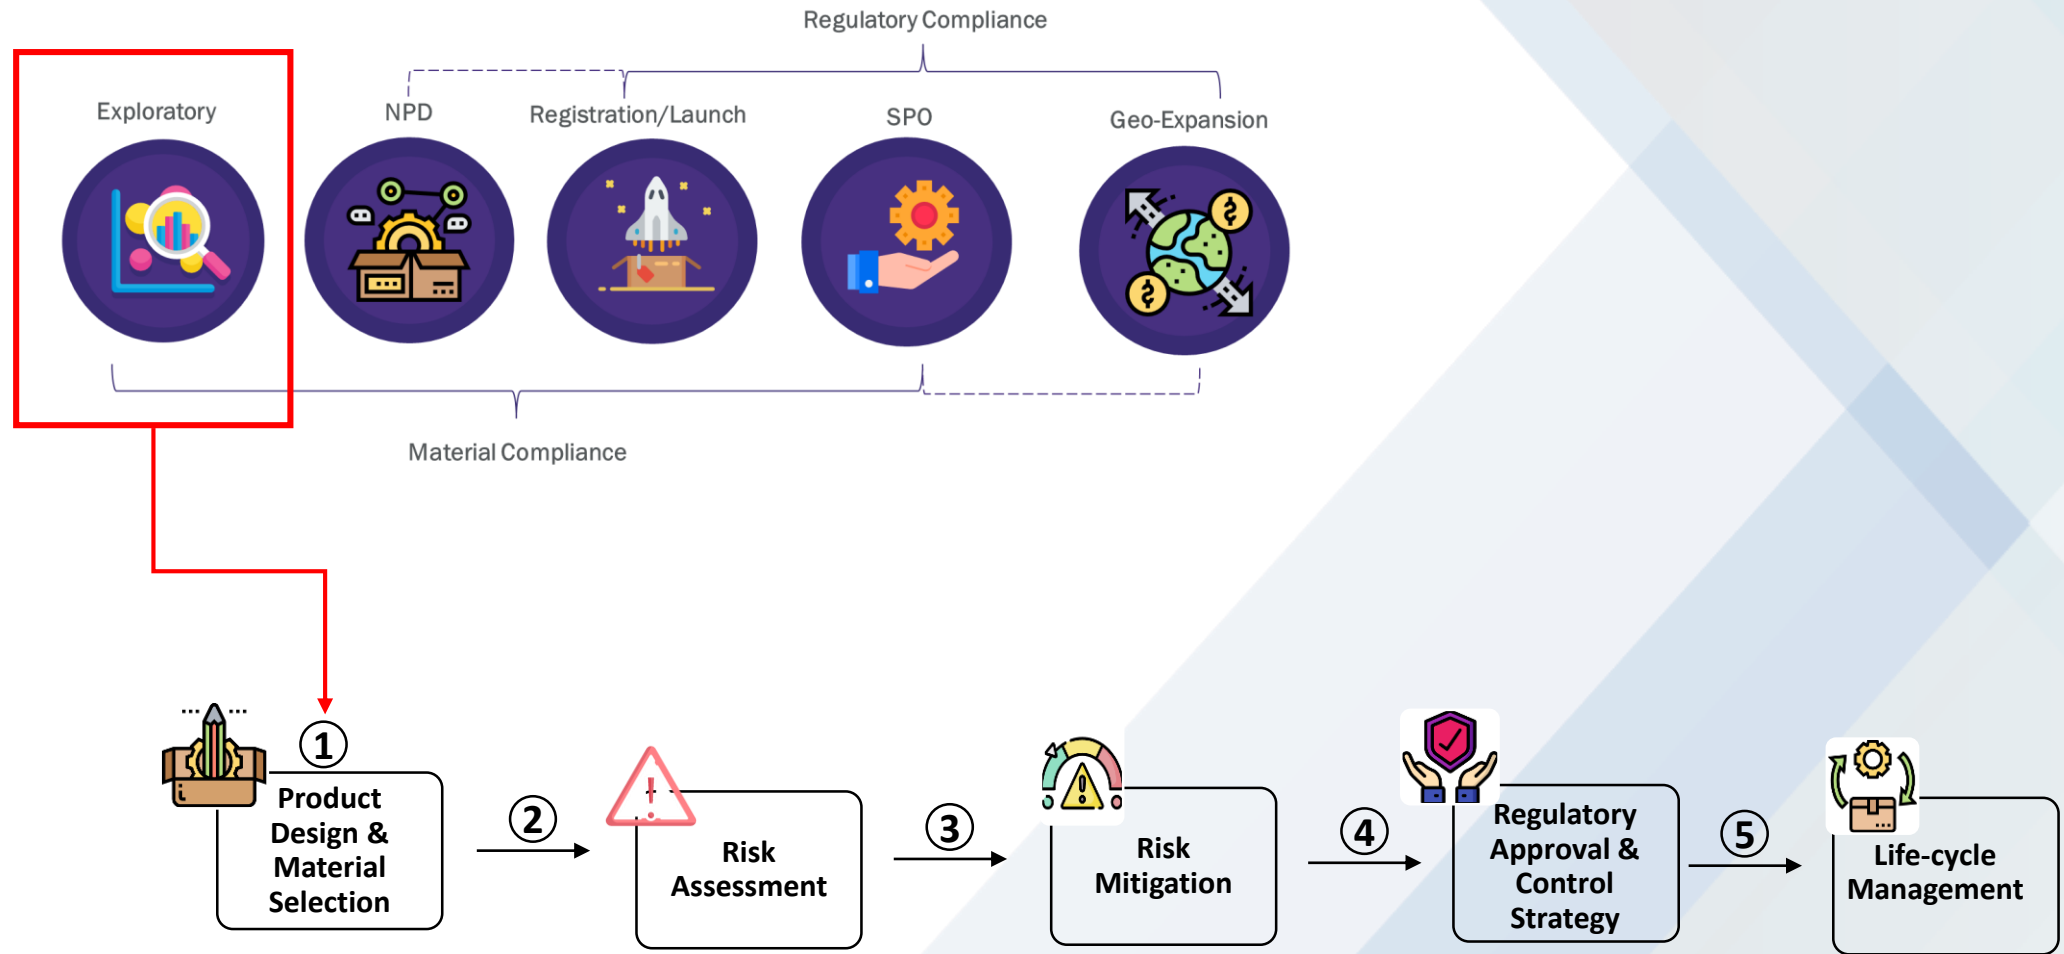 Regulatory Compliance
Exploratory
NPD
Registration/Launch
SPO
Geo-Expansion
Material Compliance
1
Product
Design &
Material
Selection
2
Risk
Assessment
3
Risk
Mitigation
4
Regulatory
Approval &
Control
Strategy
5
Life-cycle
Management